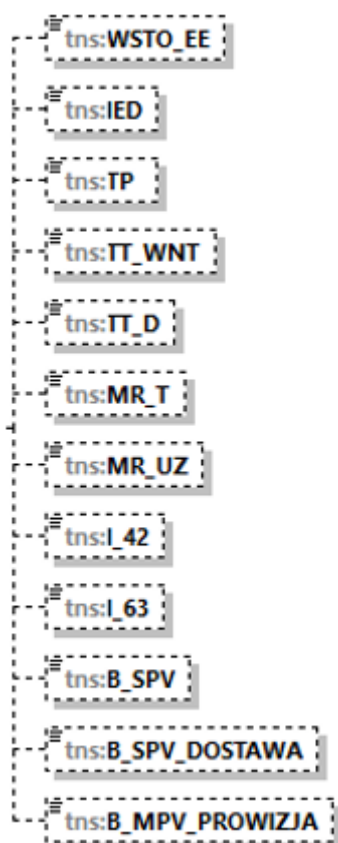 tns:WSTO_EE
tns:IED
tns:TP
tns:TT_WNT
tns:TT_D
tns:MR_T
tns:MR_UZ
tns:I_42
tns:I_63
tns:B_SPV
tns:B_SPV_DOSTAWA
tns:B_MPV_PROWIZJA